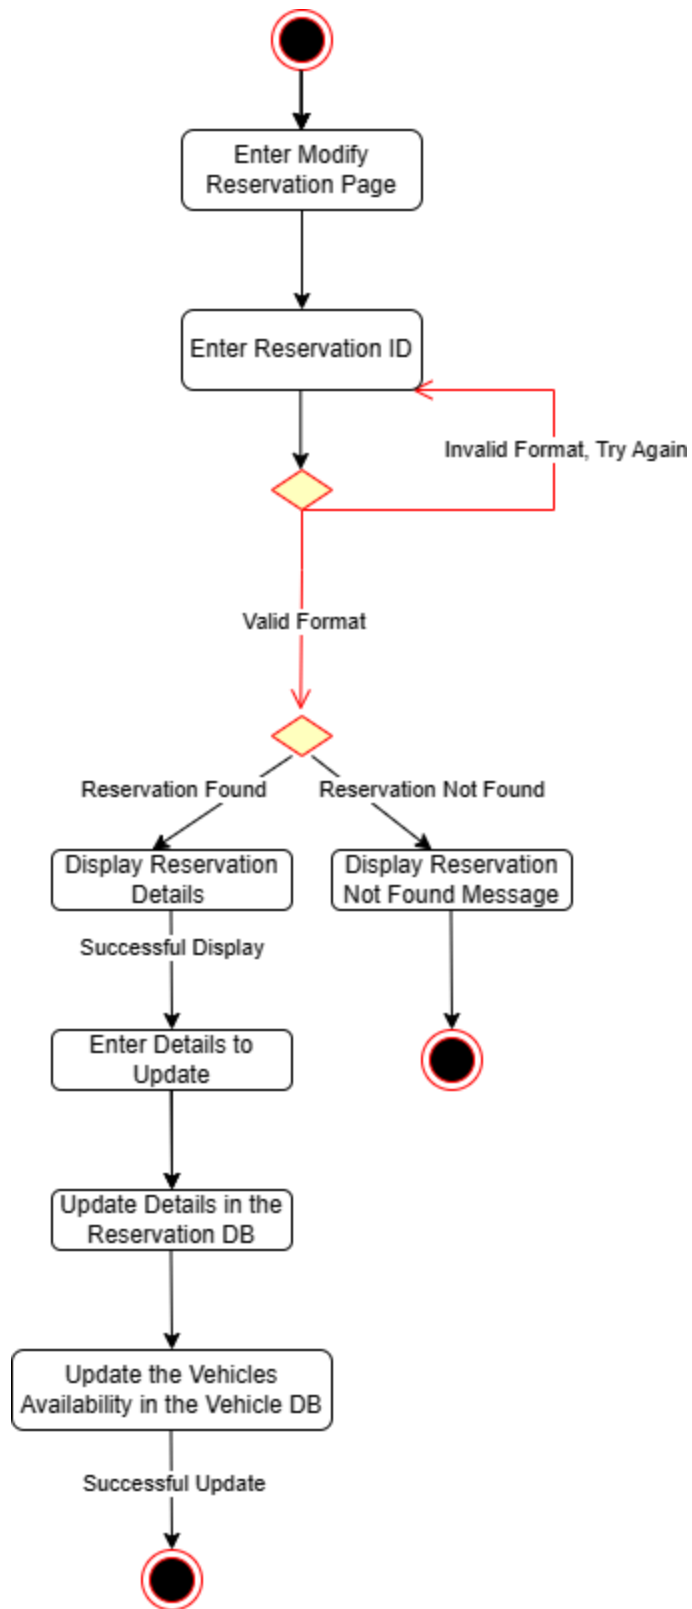 Enter Modify
Reservation Page
Enter Reservation ID
Invalid Format, Try Again
Valid Format
Reservation Found
Reservation Not Found
Display Reservation
Details
Display Reservation
Not Found Message
Successful Display
Enter Details to
Update
Update Details in the
Reservation DB
Update the Vehicles
Availability in the Vehicle DB
Successful Update